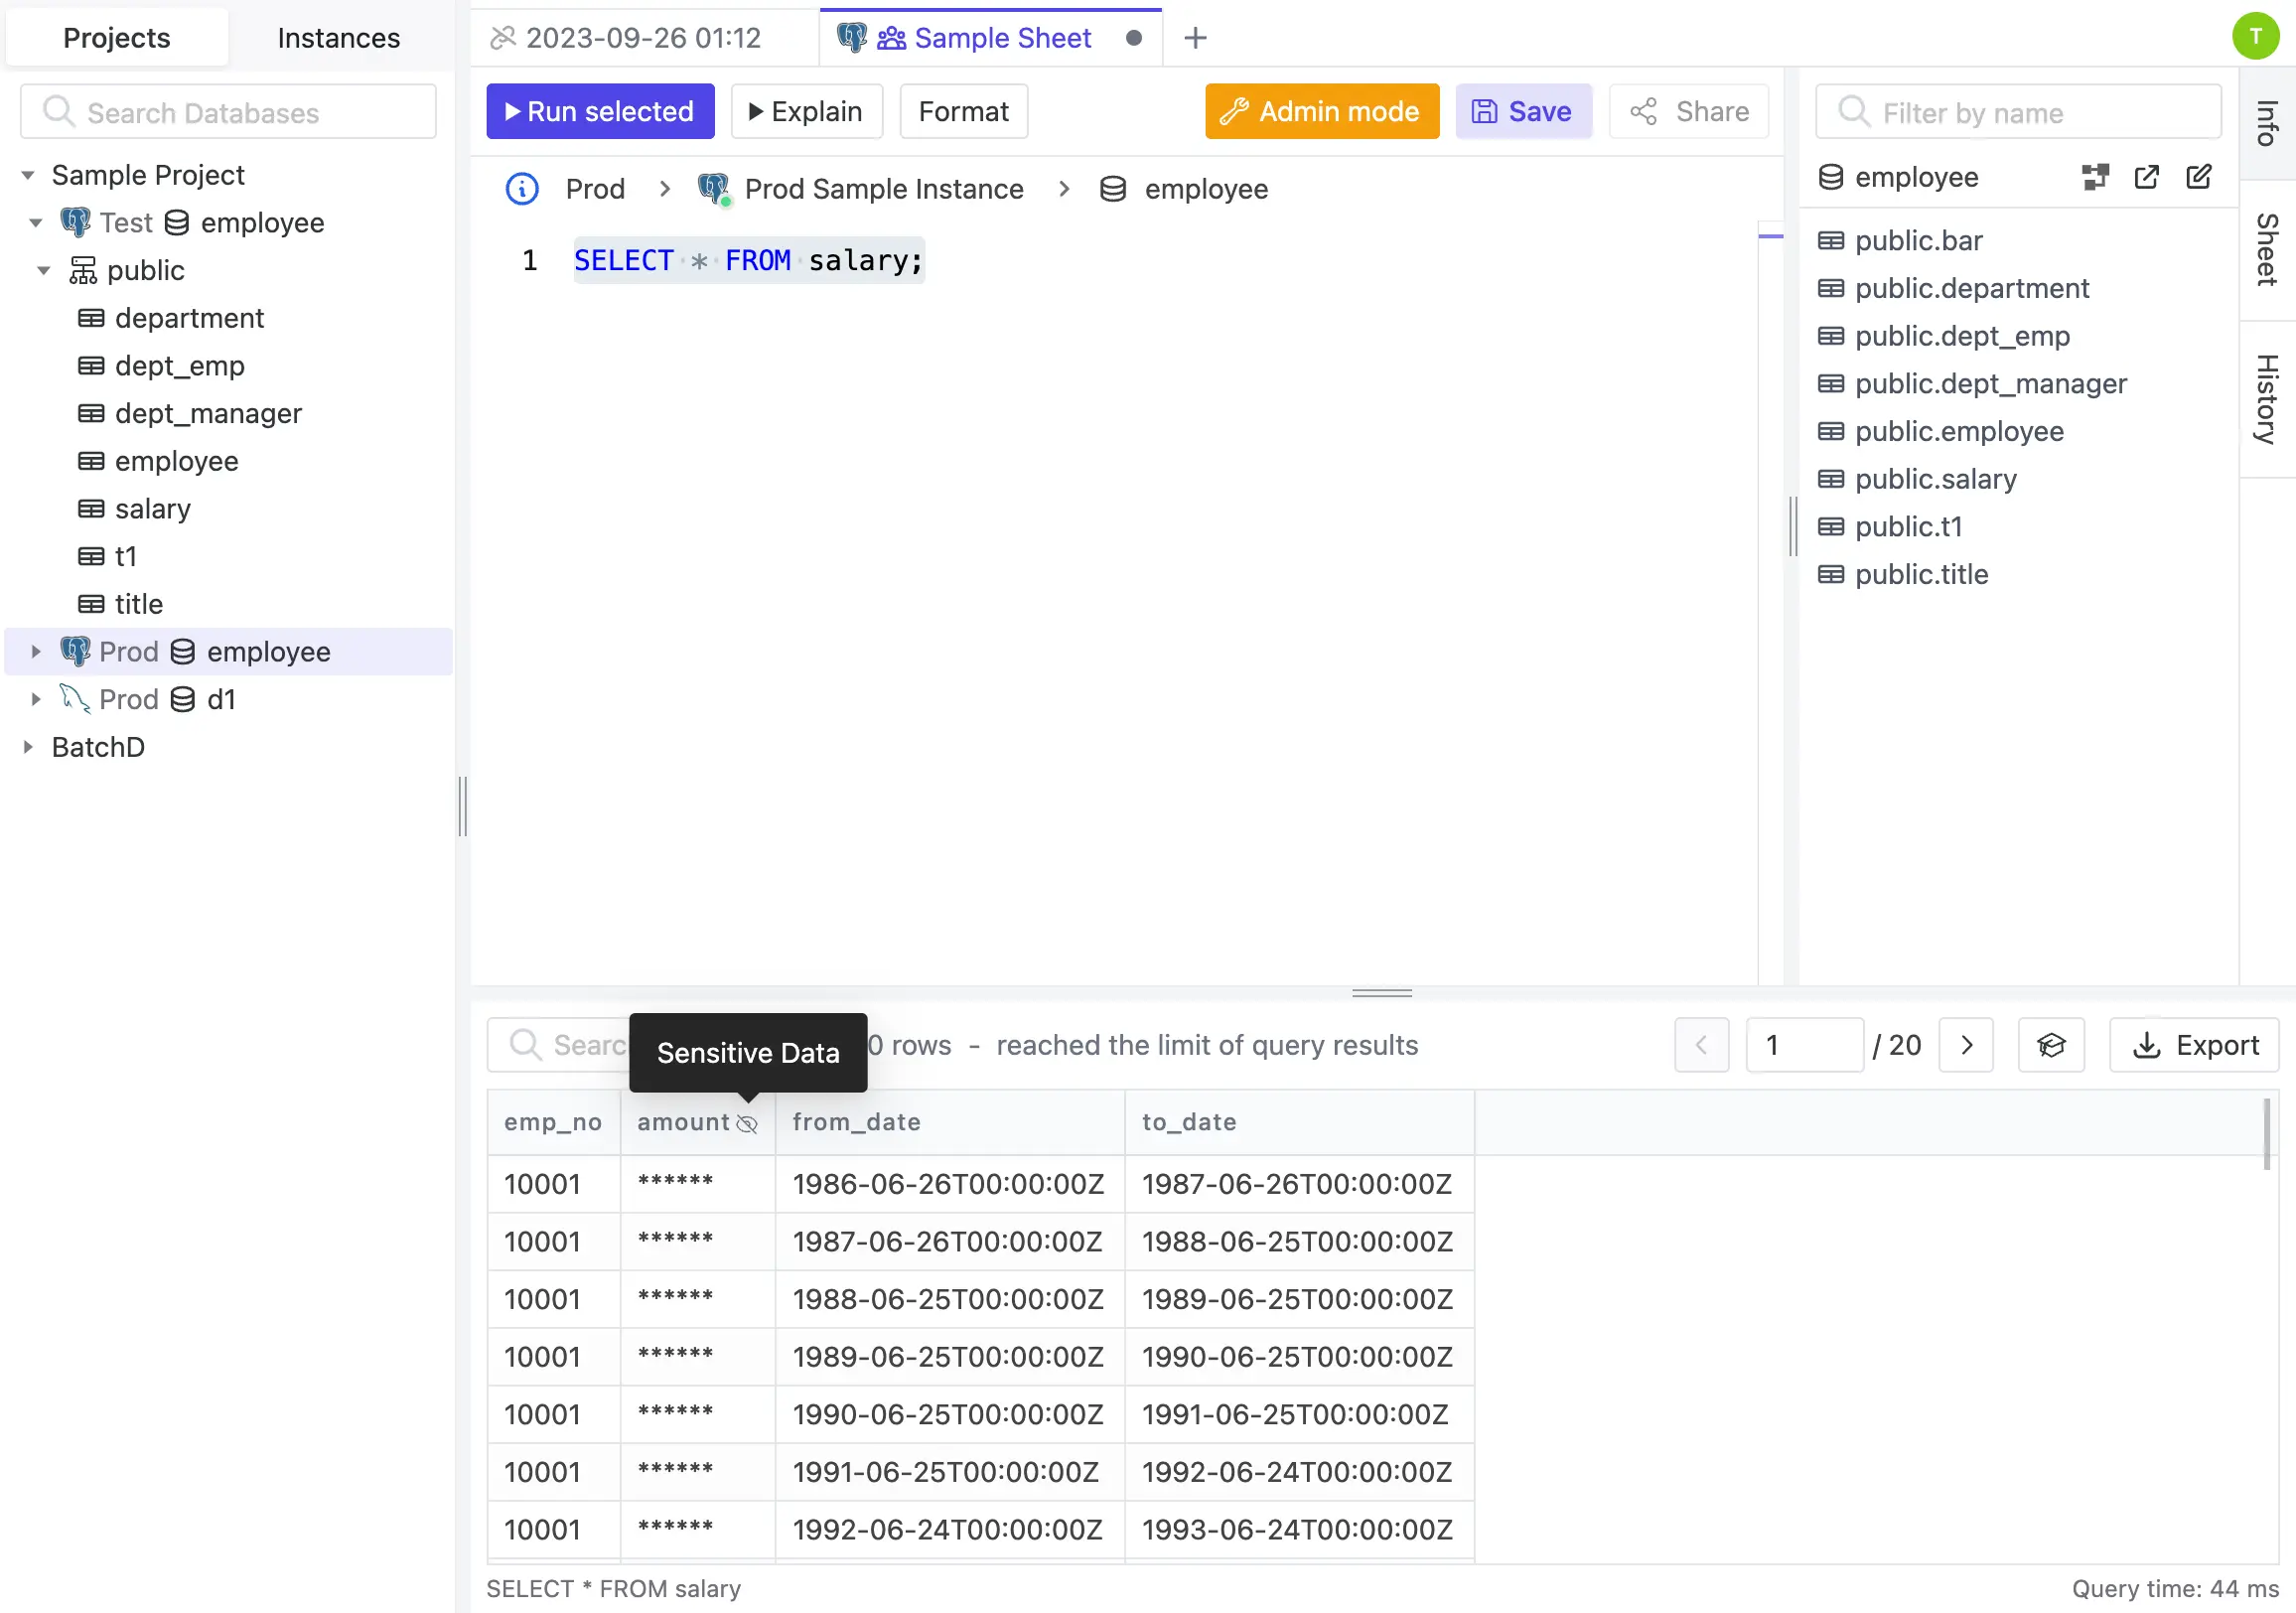 Projects
Instances
2023-09-26 01:12
Sample Sheet
T
Search Databases
Run selected
Explain
Format
Admin mode
Save
Share
Filter by name
Info
Sheet
History
Sample Project
Test employee
public
department
dept_emp
dept_manager
employee
salary
t1
title
Prod employee
Prod d1
BatchD
Prod > Prod Sample Instance > employee
1 SELECT * FROM salary;
employee
public.bar
public.department
public.dept_emp
public.dept_manager
public.employee
public.salary
public.t1
public.title
Sensitive Data
0 rows - reached the limit of query results
1 / 20
Export
emp_no amount from_date to_date
10001 ****** 1986-06-26T00:00:00Z 1987-06-26T00:00:00Z
10001 ****** 1987-06-26T00:00:00Z 1988-06-25T00:00:00Z
10001 ****** 1988-06-25T00:00:00Z 1989-06-25T00:00:00Z
10001 ****** 1989-06-25T00:00:00Z 1990-06-25T00:00:00Z
10001 ****** 1990-06-25T00:00:00Z 1991-06-25T00:00:00Z
10001 ****** 1991-06-25T00:00:00Z 1992-06-24T00:00:00Z
10001 ****** 1992-06-24T00:00:00Z 1993-06-24T00:00:00Z
SELECT * FROM salary
Query time: 44 ms